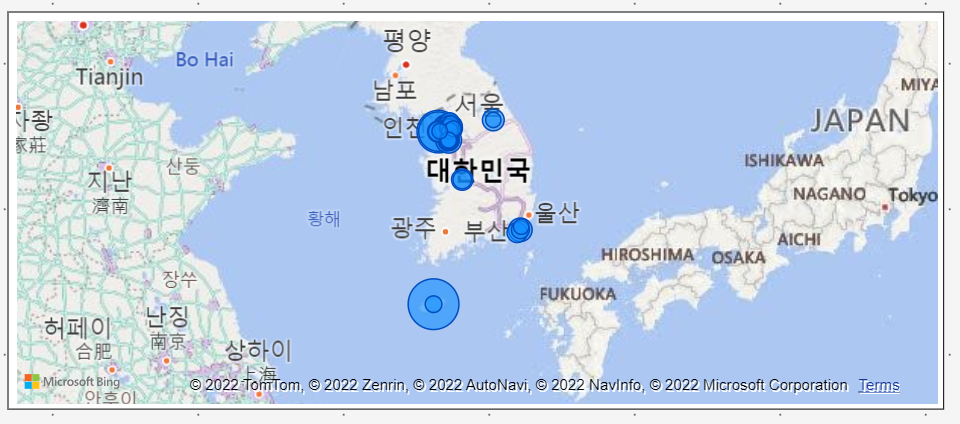 평양
Bo Hai
Tianjin
MIYA
남포
서울
JAPAN
인천
家莊
산둥
ISHIKAWA
대한민국
지난
濟南
NAGANO
Tokyo
황해
광주
부산
울산
AICHI
HIROSHIMA
OSAKA
장쑤
FUKUOKA
난징
南京
허페이
合肥
상하이
上海
Microsoft Bing
© 2022 TomTom, © 2022 Zenrin, © 2022 AutoNavi, © 2022 NavInfo, © 2022 Microsoft Corporation Terms
안후이